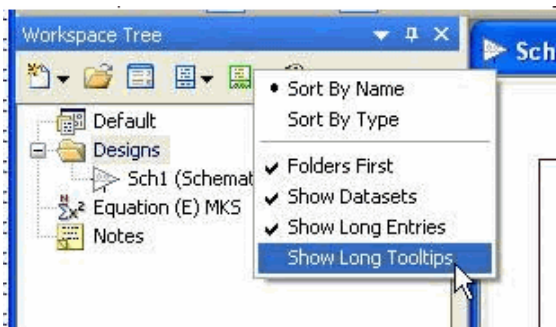 Workspace Tree
Sch
Sort By Name
Sort By Type
Default
Designs
Folders First
Sch1 (Schemat
Show Datasets
Equation (E) MKS
Show Long Entries
Notes
Show Long Tooltips